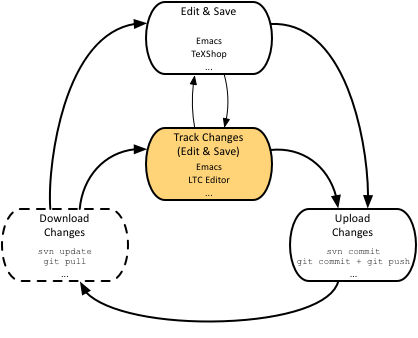 Edit & Save
Emacs
TeXShop
...
Track Changes
(Edit & Save)
Emacs
LTC Editor
...
Download
Changes
svn update
git pull
...
Upload
Changes
svn commit
git commit + git push
...